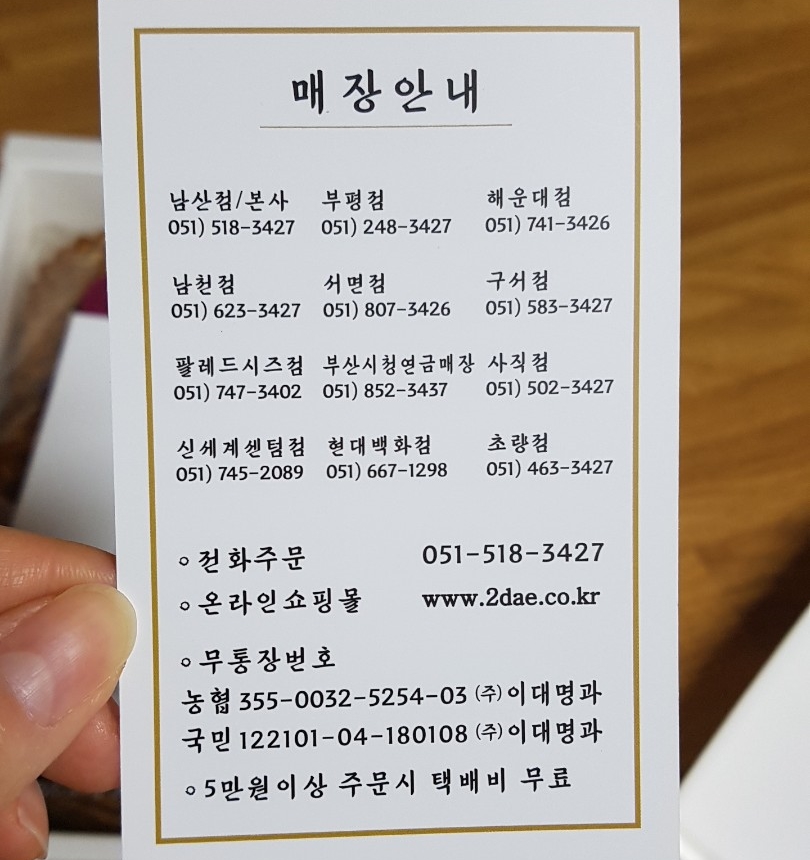 매장안내
남산점/본사 부평점 해운대점
051) 518-3427 051) 248-3427 051) 741-3426
남천점 서면점 구서점
051) 623-3427 051) 807-3426 051) 583-3427
팔레드시즈점 부산시청연금매장 사직점
051) 747-3402 051) 852-3437 051) 502-3427
신세계센텀점 현대백화점 초량점
051) 745-2089 051) 667-1298 051) 463-3427
○ 전화주문 051-518-3427
○ 온라인쇼핑몰 www.2dae.co.kr
○ 무통장번호
농협 355-0032-5254-03 (주)이대명과
국민 122101-04-180108 (주)이대명과
○ 5만원이상 주문시 택배비 무료